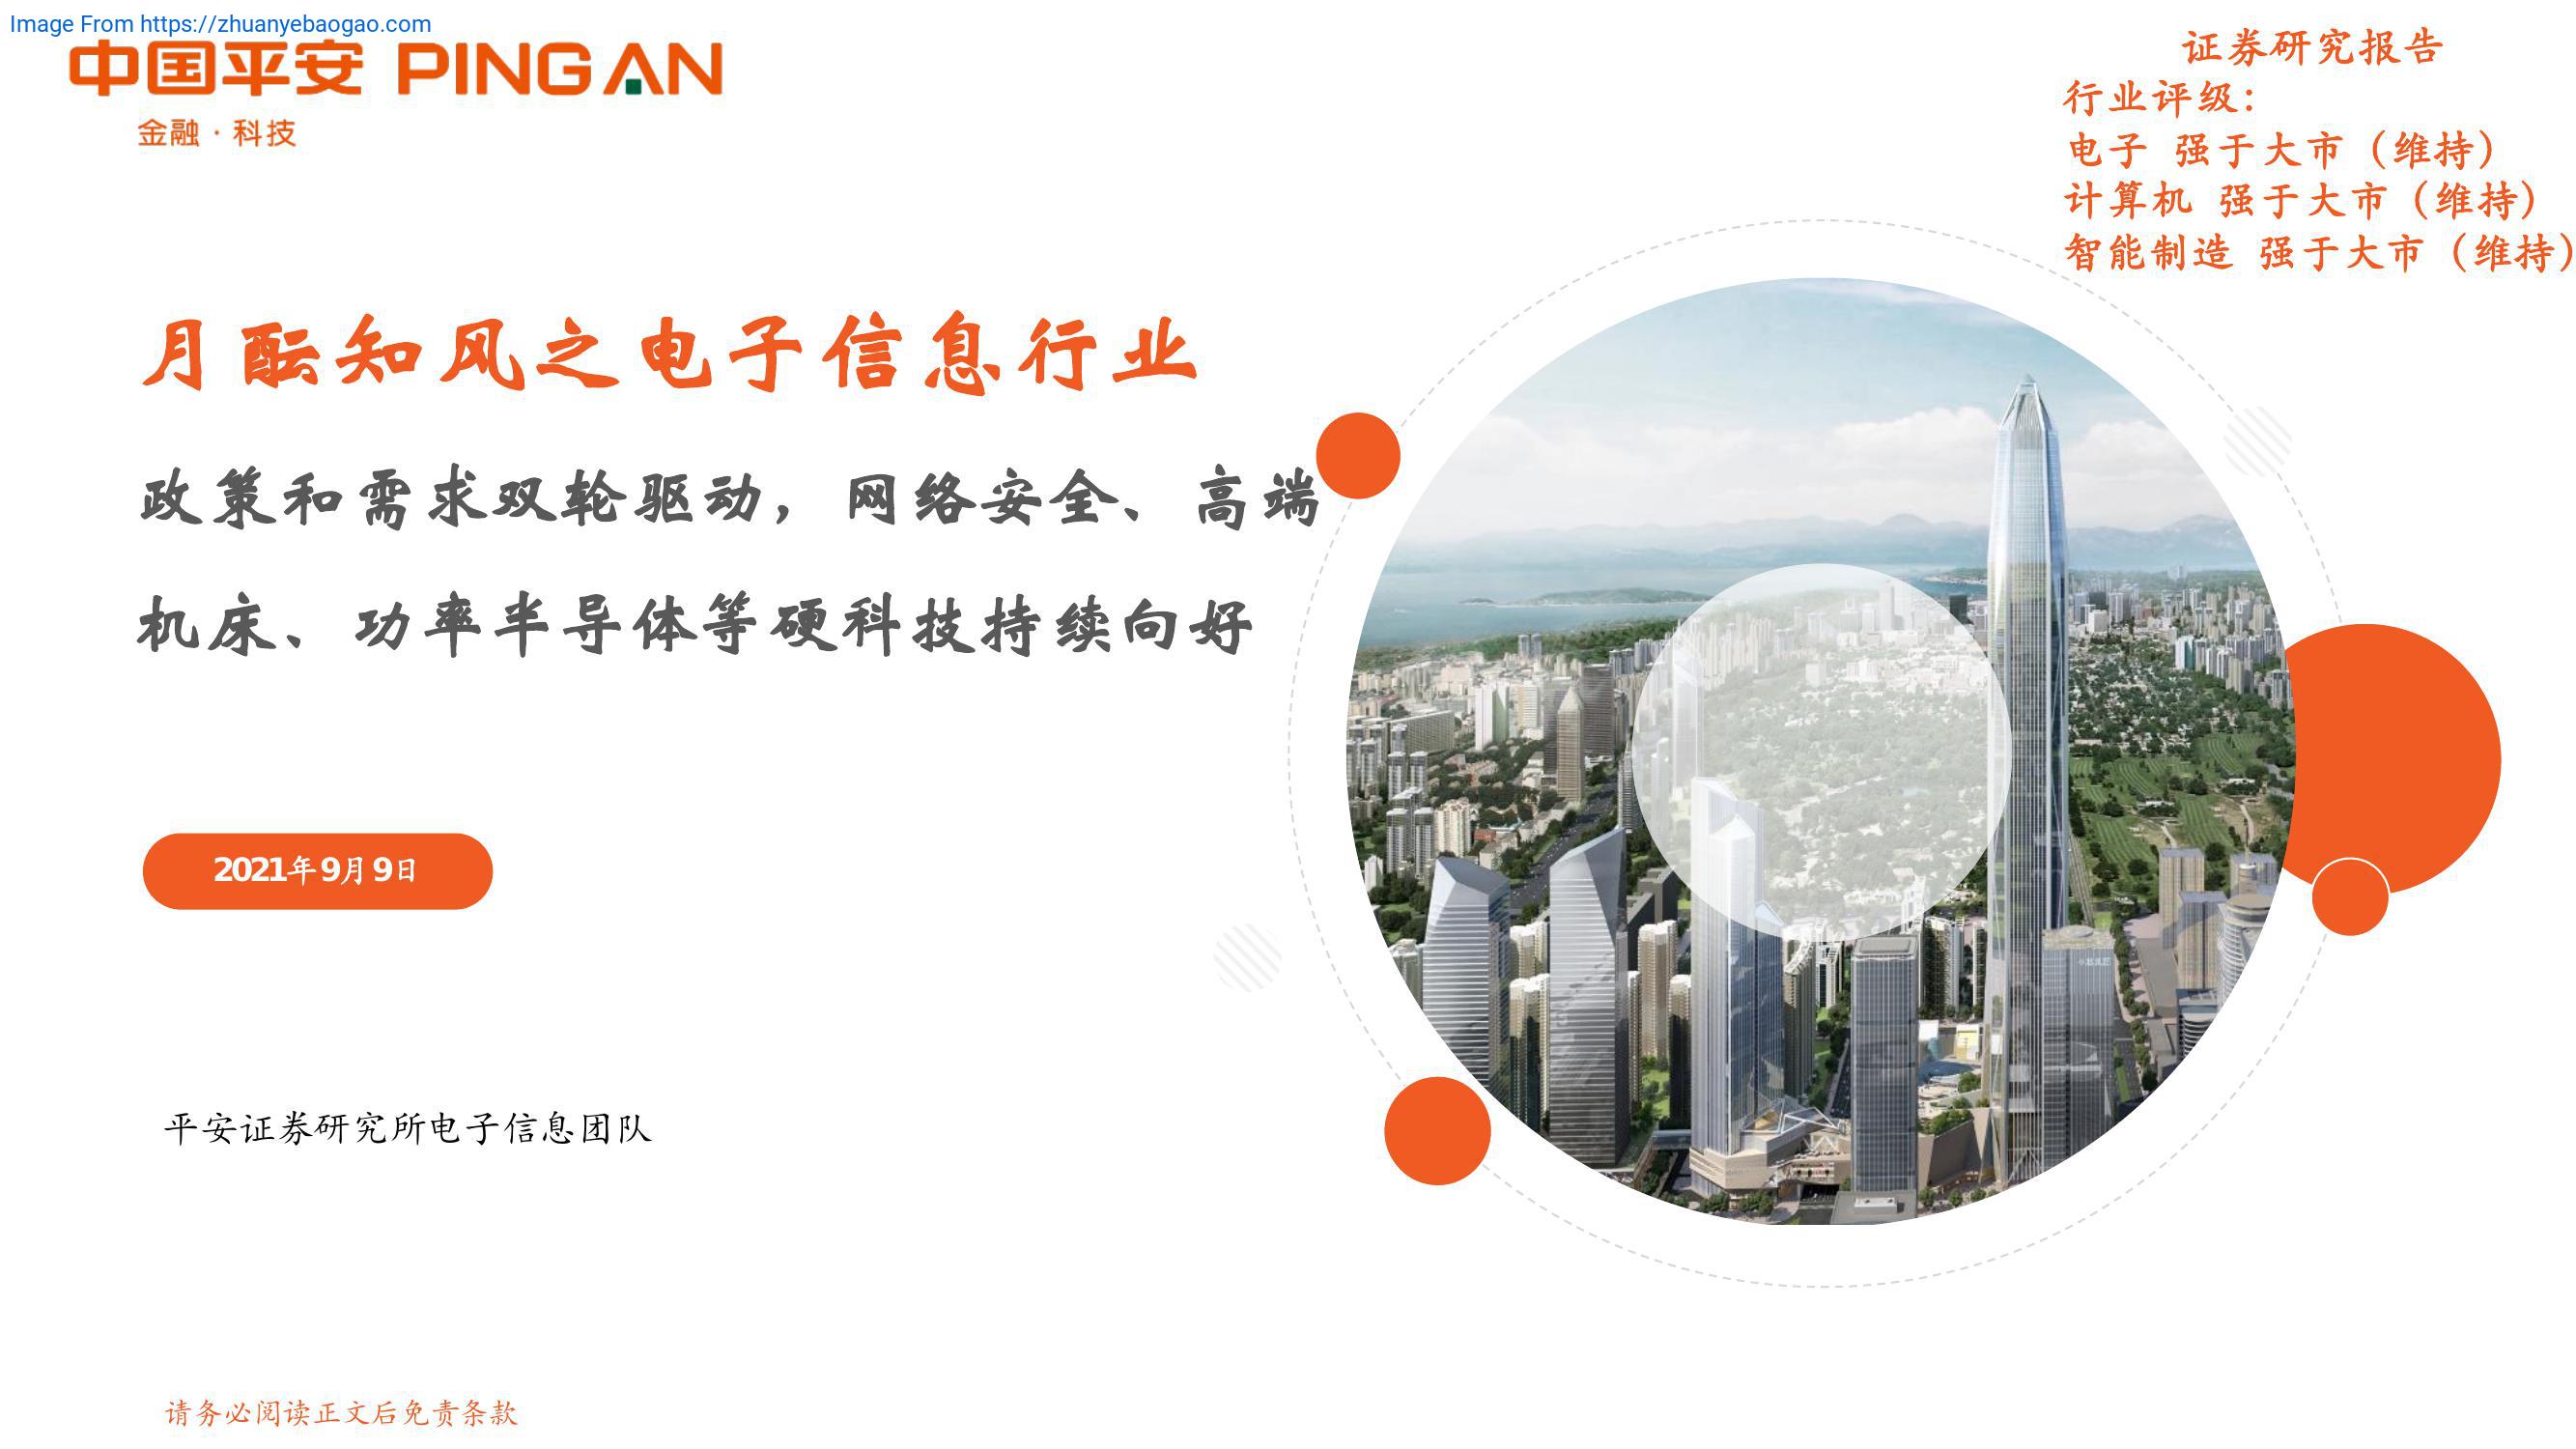 Image From https://zhuanyebaogao.com
中国平安 PINGAN
金融·科技
证券研究报告
行业评级：
电子 强于大市（维持）
计算机 强于大市（维持）
智能制造 强于大市（维持）
月酝知风之电子信息行业
政策和需求双轮驱动，网络安全、高端
机床、功率半导体等硬科技持续向好
2021年9月9日
平安证券研究所电子信息团队
请务必阅读正文后免责条款